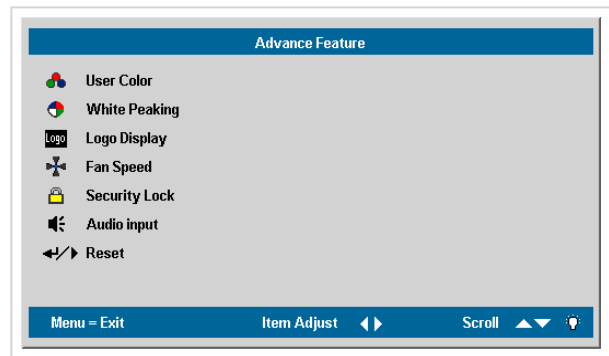 Advance Feature
User Color
White Peaking
Logo Logo Display
Fan Speed
Security Lock
Audio input
Reset
Menu = Exit Item Adjust Scroll